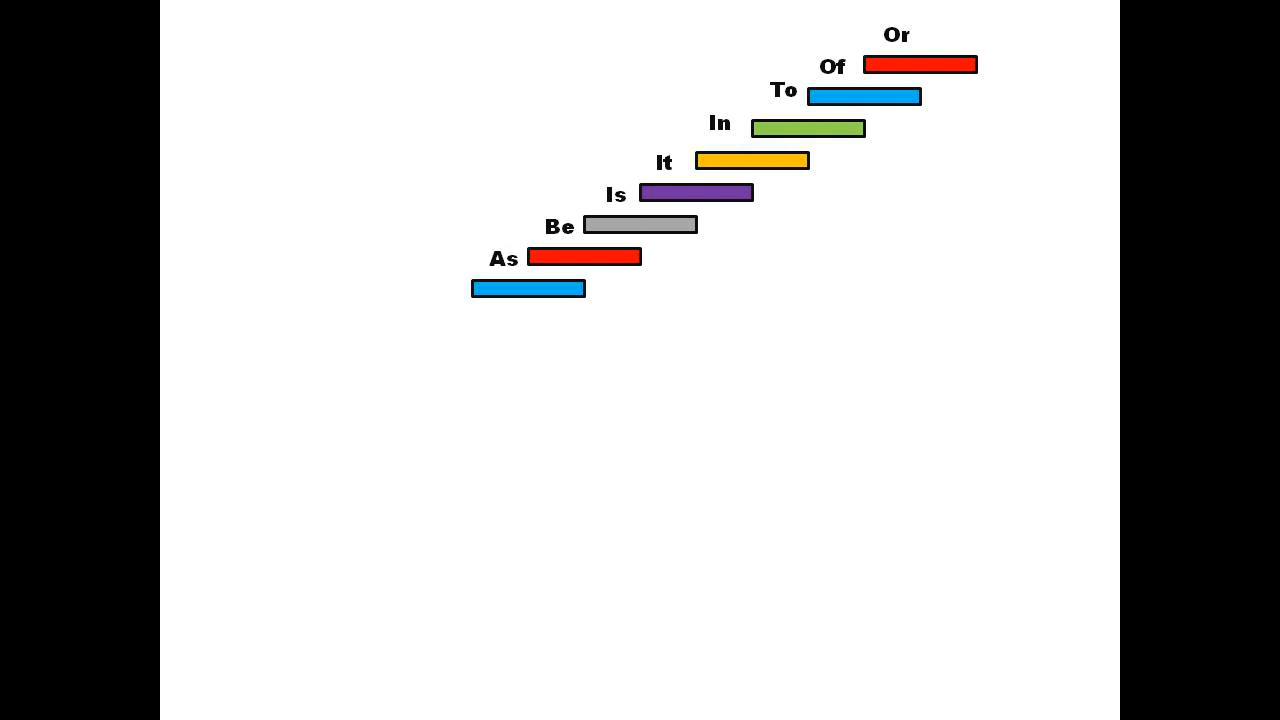 Or
Of
To
In
It
Is
Be
As